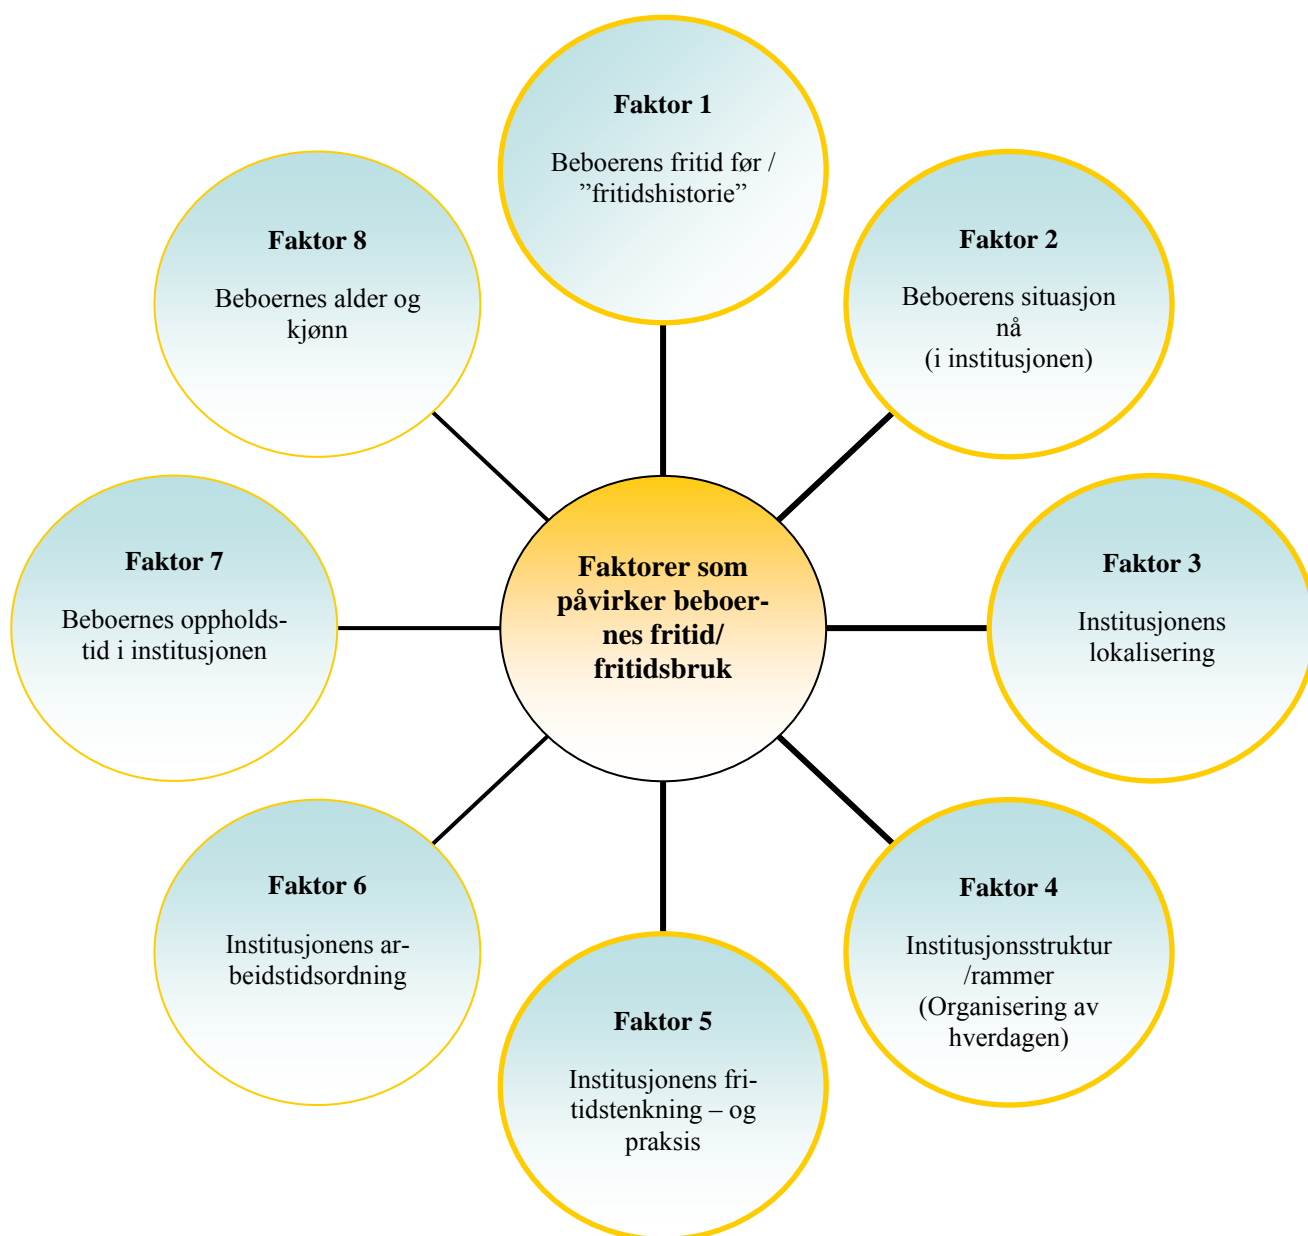 Faktor 1
Beboerens fritid før /
”fritidshistorie”
Faktor 2
Beboerens situasjon
nå
(i institusjonen)
Faktor 3
Institusjonens
lokalisering
Faktor 4
Institusjonsstruktur
/rammer
(Organisering av
hverdagen)
Faktor 5
Institusjonens fri-
tidstenkning – og
praksis
Faktor 6
Institusjonens ar-
beidstidsordning
Faktor 7
Beboernes oppholds-
tid i institusjonen
Faktor 8
Beboernes alder og
kjønn
Faktorer som
påvirker beboer-
nes fritid/
fritidsbruk